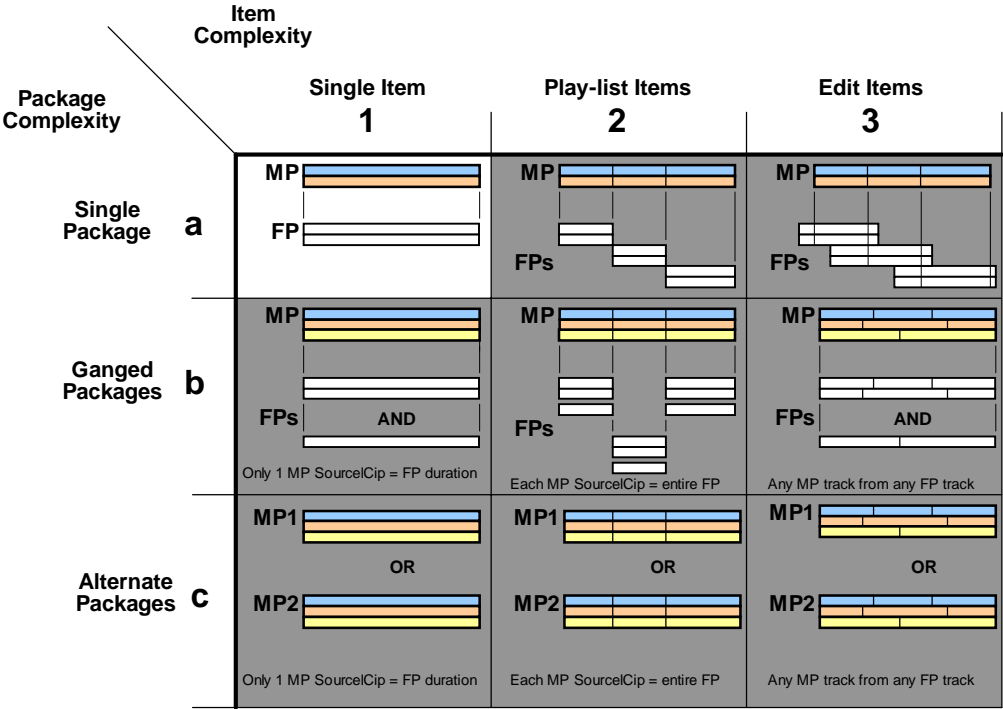 Item
Complexity
Package
Complexity
Single Item
1
Play-list Items
2
Edit Items
3
Single
Package
a
MP
FP
MP
FPs
MP
FPs
Ganged
Packages
b
MP
FPs
AND
Only 1 MP SourcelCip = FP duration
MP
FPs
Each MP SourcelCip = entire FP
MP
FPs
AND
Any MP track from any FP track
Alternate
Packages
c
MP1
OR
MP2
Only 1 MP SourcelCip = FP duration
MP1
OR
MP2
Each MP SourcelCip = entire FP
MP1
OR
MP2
Any MP track from any FP track